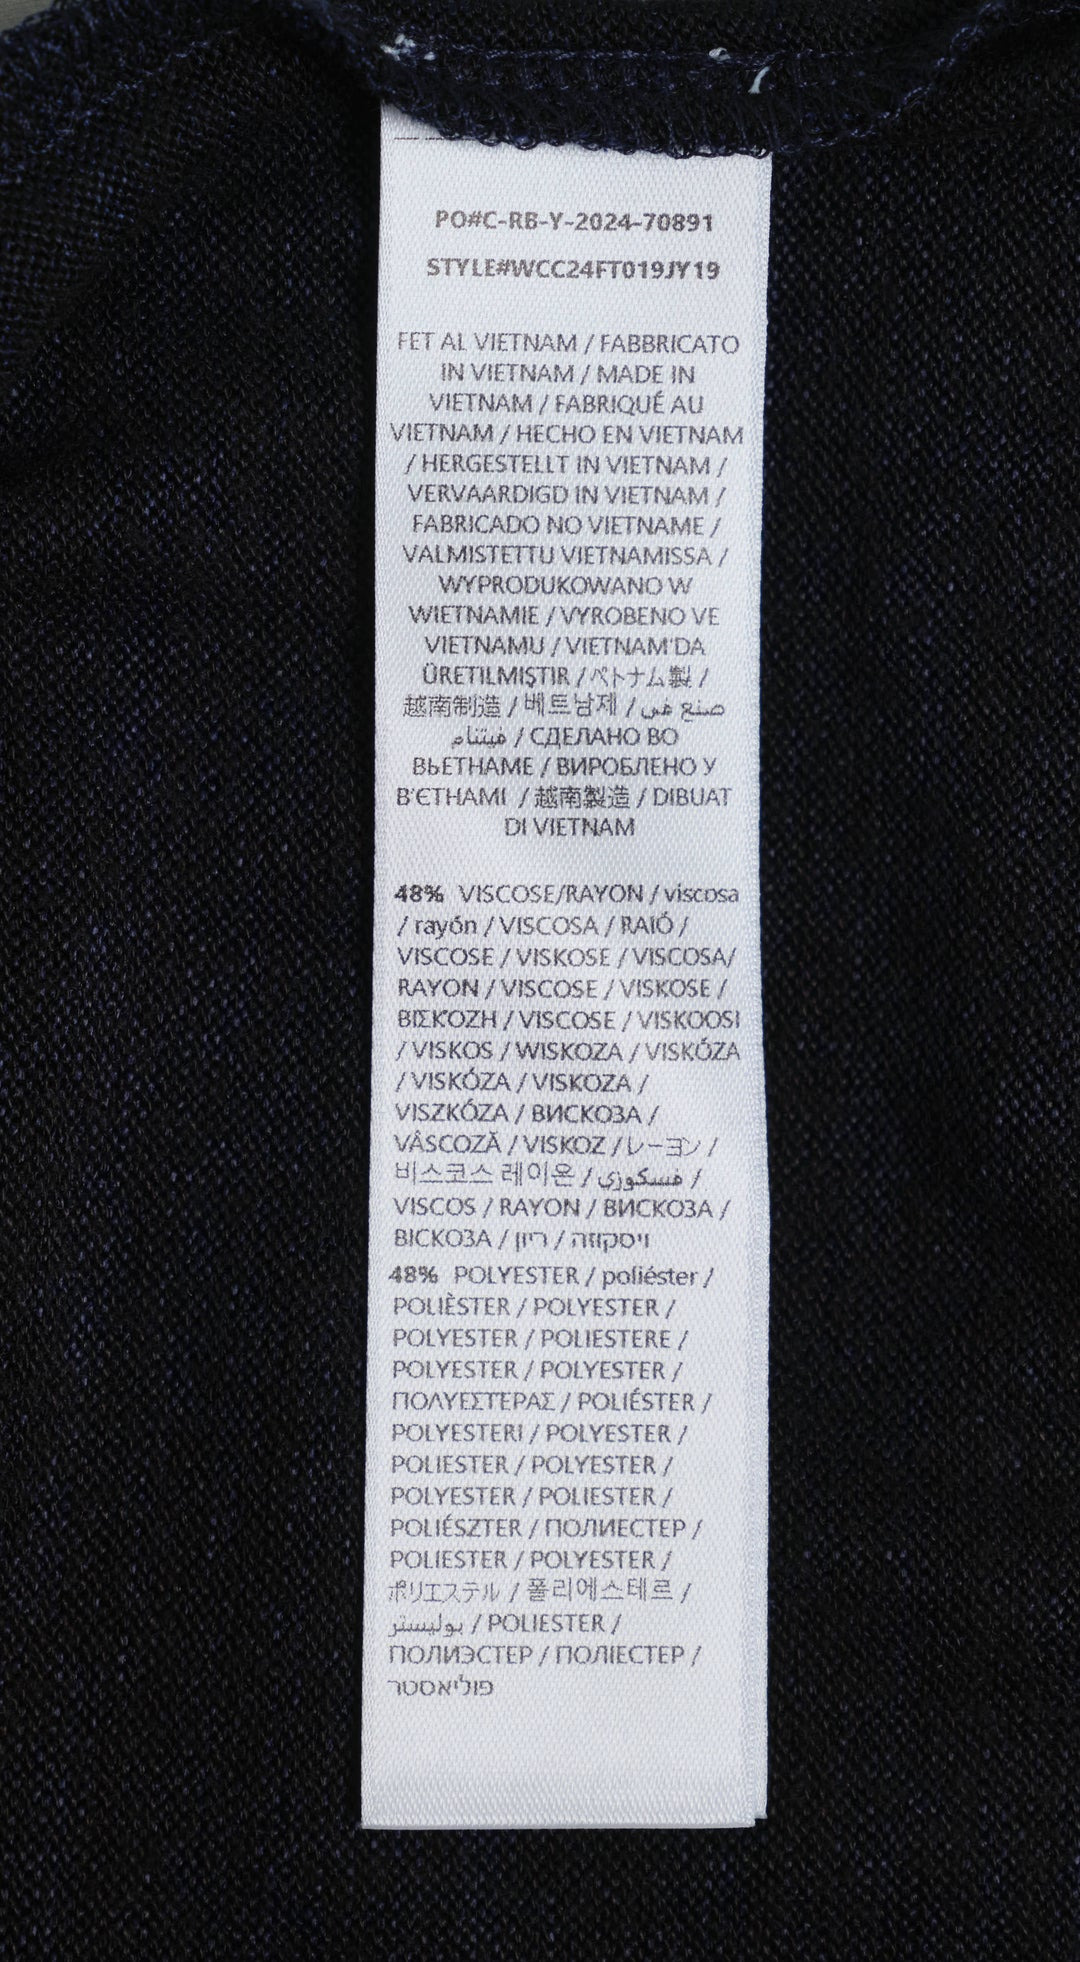 PO#C-RB-Y-2024-70891
STYLE#WCC24FT019JY19
FET AL VIETNAM / FABBRICATO
IN VIETNAM / MADE IN
VIETNAM / FABRIQUÉ AU
VIETNAM / HECHO EN VIETNAM
/ HERGESTELLT IN VIETNAM /
VERVAARDIGD IN VIETNAM /
FABRICADO NO VIETNAME /
VALMISTETTU VIETNAMISSA /
WYPRODUKOWANO W
WIETNAMIE / VYROBENO VE
VIETNAMU / VIETNAM'DA
ÜRETILMIŞTIR / ベトナム製 /
越南制造 / 베트남제 / صنع في
فيتنام / СДЕЛАНО ВО
ВЬЕТНАМЕ / ВИРОБЛЕНО У
В'ЄТНАМІ / 越南製造 / DIBUAT
DI VIETNAM
48% VISCOSE/RAYON / viscosa
/ rayón / VISCOSA / RAIÓ /
VISCOSE / VISKOSE / VISCOSA/
RAYON / VISCOSE / VISKOSE /
ΒΙΣΚΌΖΗ / VISCOSE / VISKOOSI
/ VISKOS / WISKOZA / VISKÓZA
/ VISKÓZA / VISKOZA /
VISZKÓZA / ВИСКОЗА /
VÂSCOZĂ / VISKOZ / レーヨン /
비스코스 레이온 / فسكوزي /
VISCOS / RAYON / ВИСКОЗА /
ВІСКОЗА / ריון / ויסקוזה
48% POLYESTER / poliéster /
POLIÈSTER / POLYESTER /
POLYESTER / POLIESTERE /
POLYESTER / POLYESTER /
ΠΟΛΥΕΣΤΕΡΑΣ / POLIÉSTER /
POLYESTERI / POLYESTER /
POLIESTER / POLYESTER /
POLYESTER / POLIESTER /
POLIÉSZTER / ПОЛИЕСТЕР /
POLIESTER / POLYESTER /
ポリエステル / 폴리에스테르 /
بوليستر / POLIESTER /
ПОЛИЭСТЕР / ПОЛІЕСТЕР /
פוליאסטר